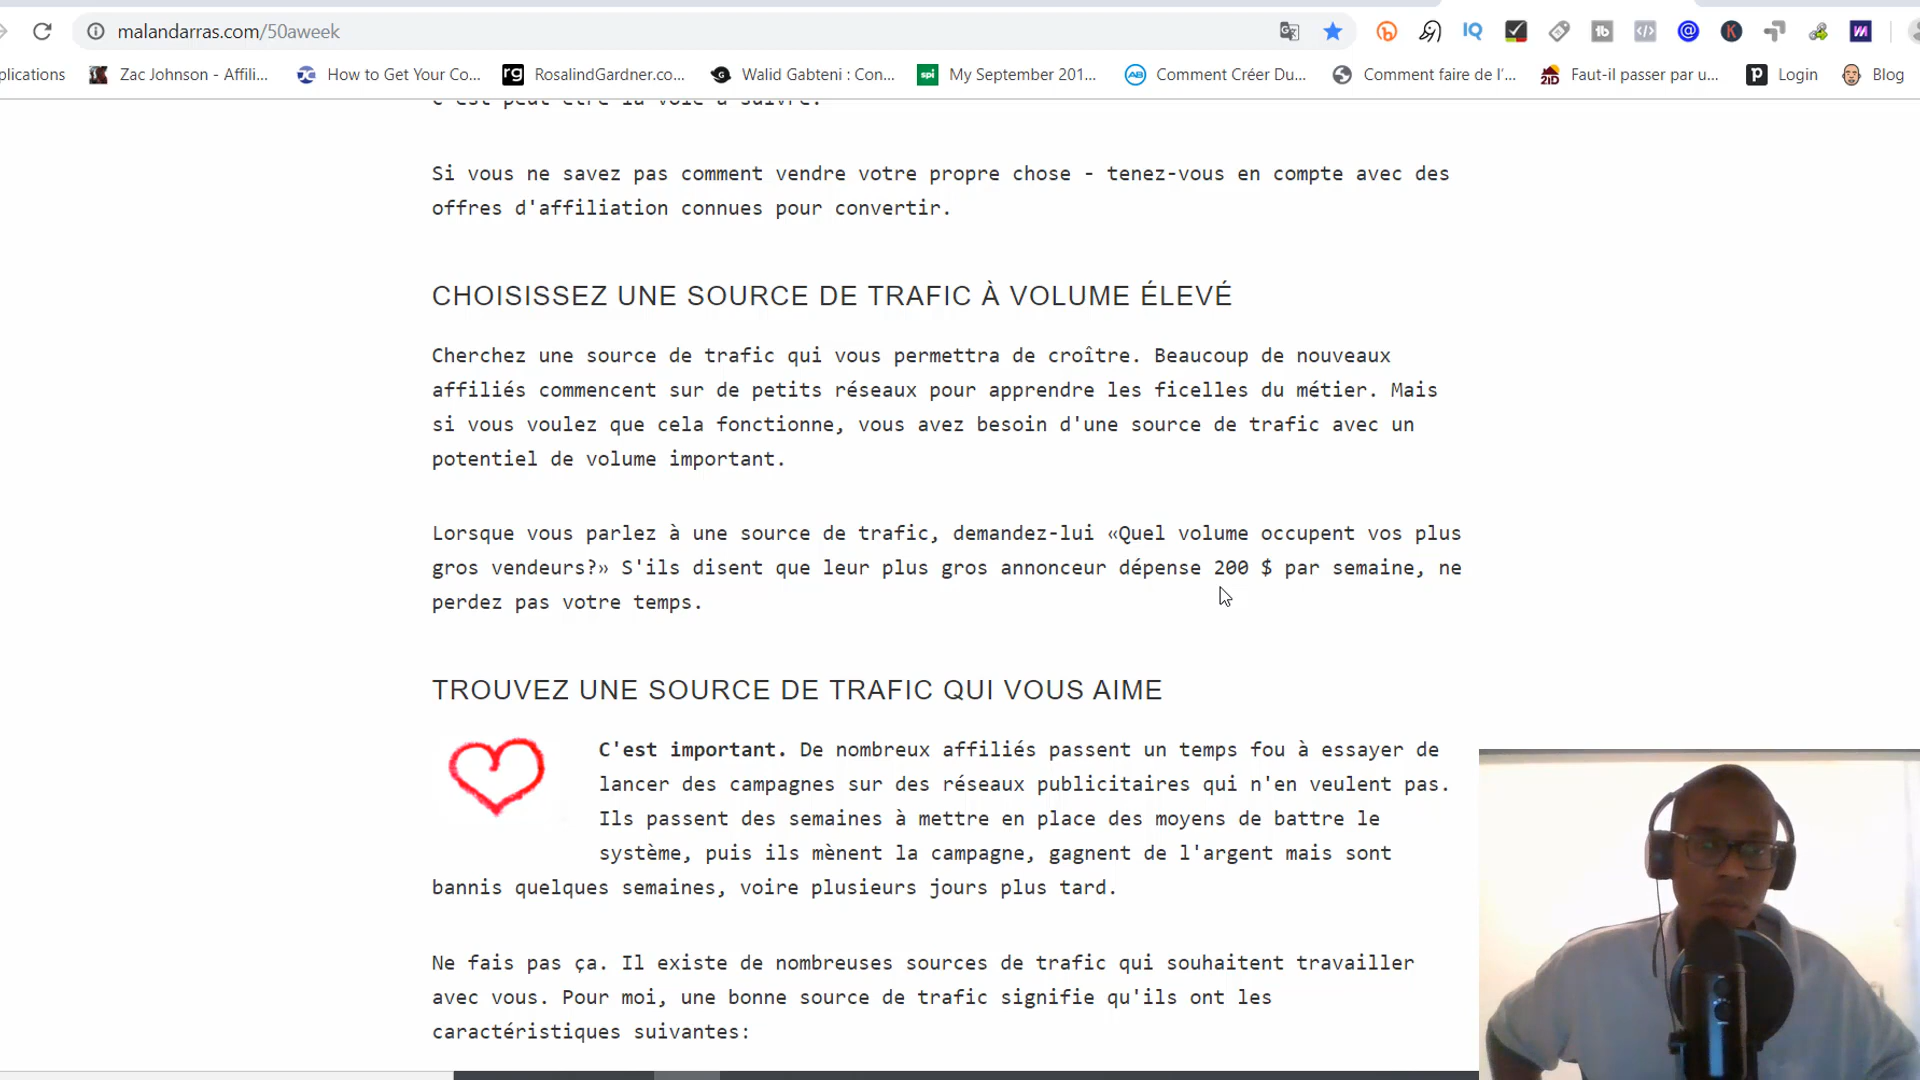 malandarras.com/50aweek
plications
Zac Johnson - Affili...
How to Get Your Co...
rg
RosalindGardner.co...
Walid Gabteni : Con...
spi
My September 201...
Comment Créer Du...
Comment faire de l'...
Faut-il passer par u...
Login
Blog
c'est peut-être la voie à suivre.
Si vous ne savez pas comment vendre votre propre chose - tenez-vous en compte avec des
offres d'affiliation connues pour convertir.
CHOISISSEZ UNE SOURCE DE TRAFIC À VOLUME ÉLEVÉ
Cherchez une source de trafic qui vous permettra de croître. Beaucoup de nouveaux
affiliés commencent sur de petits réseaux pour apprendre les ficelles du métier. Mais
si vous voulez que cela fonctionne, vous avez besoin d'une source de trafic avec un
potentiel de volume important.
Lorsque vous parlez à une source de trafic, demandez-lui «Quel volume occupent vos plus
gros vendeurs?» S'ils disent que leur plus gros annonceur dépense 200 $ par semaine, ne
perdez pas votre temps.
TROUVEZ UNE SOURCE DE TRAFIC QUI VOUS AIME
C'est important. De nombreux affiliés passent un temps fou à essayer de
lancer des campagnes sur des réseaux publicitaires qui n'en veulent pas.
Ils passent des semaines à mettre en place des moyens de battre le
système, puis ils mènent la campagne, gagnent de l'argent mais sont
bannis quelques semaines, voire plusieurs jours plus tard.
Ne fais pas ça. Il existe de nombreuses sources de trafic qui souhaitent travailler
avec vous. Pour moi, une bonne source de trafic signifie qu'ils ont les
caractéristiques suivantes: